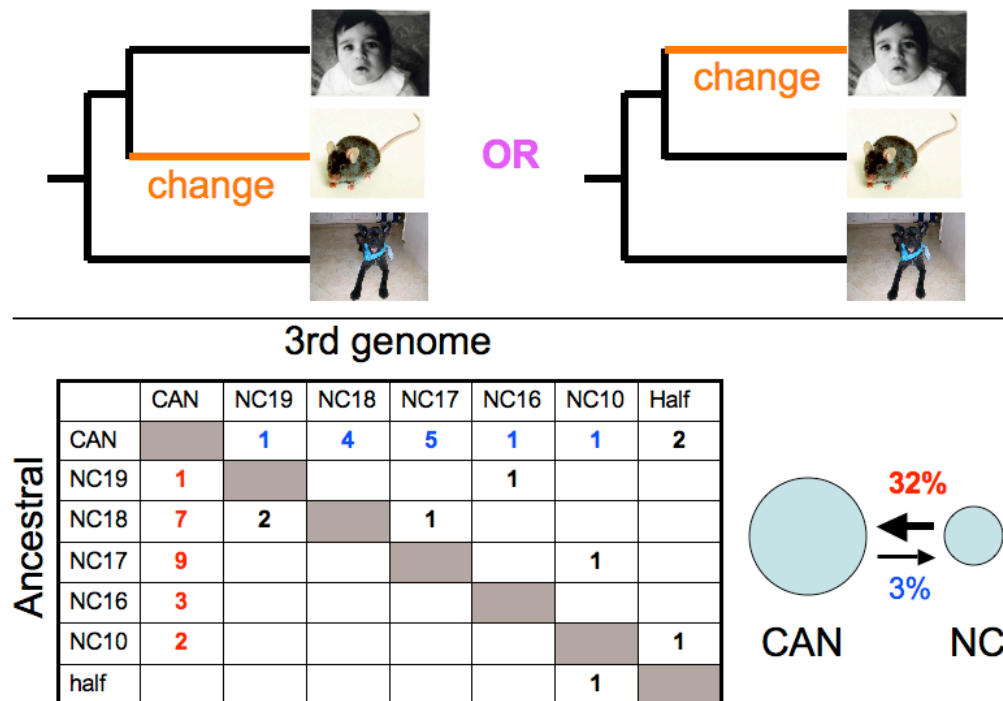 change
OR
change
3rd genome
Ancestral
CAN NC19 NC18 NC17 NC16 NC10 Half
CAN 1 4 5 1 1 2
NC19 1 1
NC18 7 2 1
NC17 9 1
NC16 3
NC10 2 1
half 1
32%
3%
CAN NC